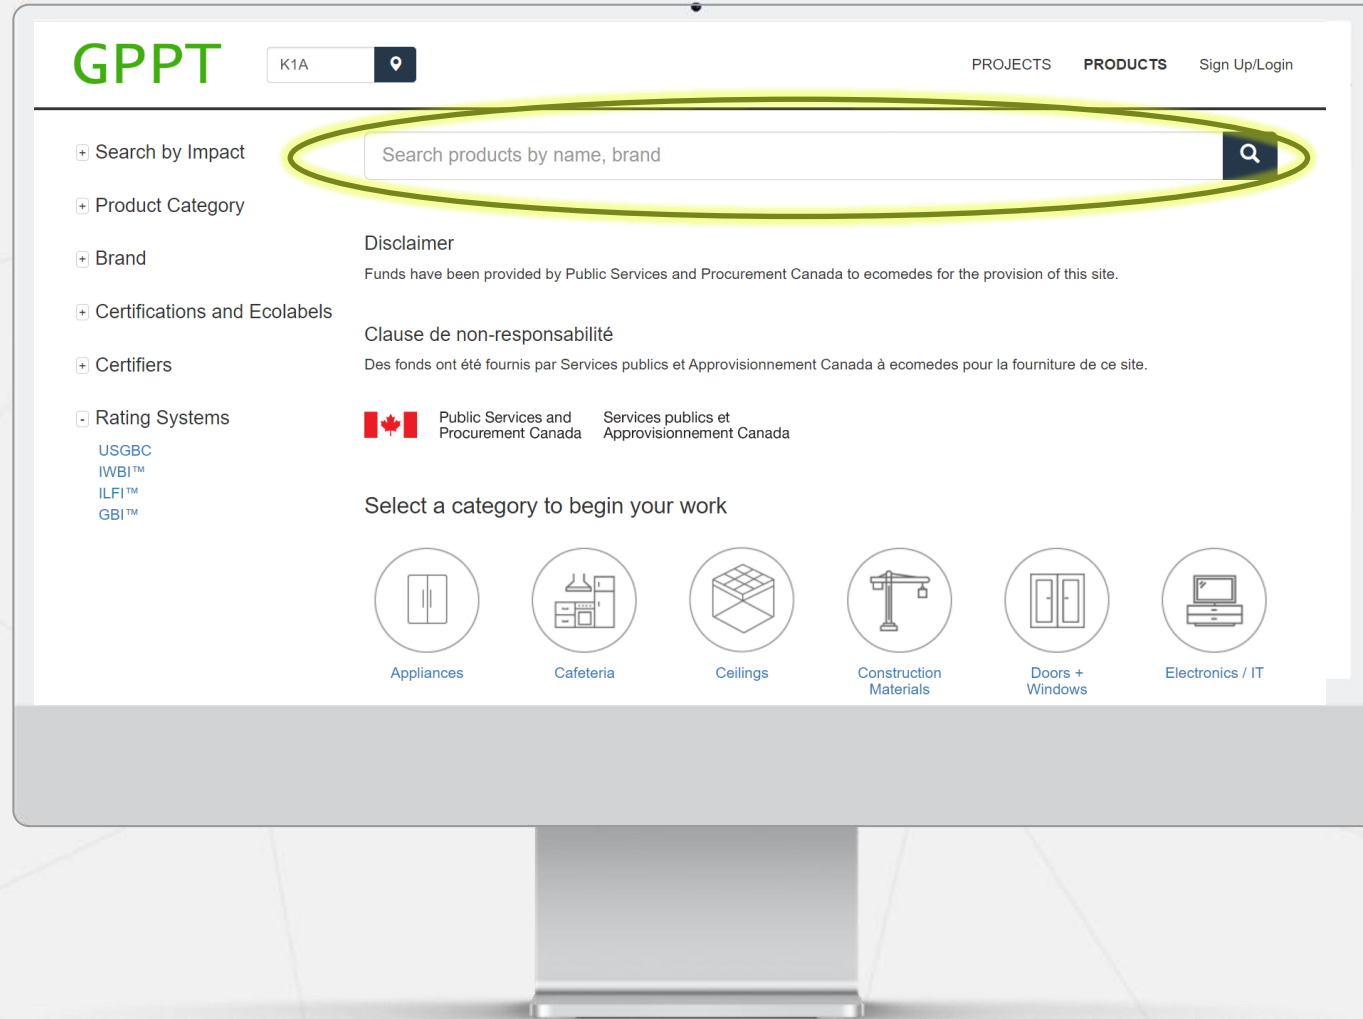 GPPT
K1A
PROJECTS
PRODUCTS
Sign Up/Login
Search by Impact
Product Category
Brand
Certifications and Ecolabels
Certifiers
Rating Systems
USGBC
IWBI™
ILFI™
GBI™
Search products by name, brand
Disclaimer
Funds have been provided by Public Services and Procurement Canada to ecomedes for the provision of this site.
Clause de non-responsabilité
Des fonds ont été fournis par Services publics et Approvisionnement Canada à ecomedes pour la fourniture de ce site.
Public Services and
Procurement Canada
Services publics et
Approvisionnement Canada
Select a category to begin your work
Appliances
Cafeteria
Ceilings
Construction
Materials
Doors +
Windows
Electronics / IT